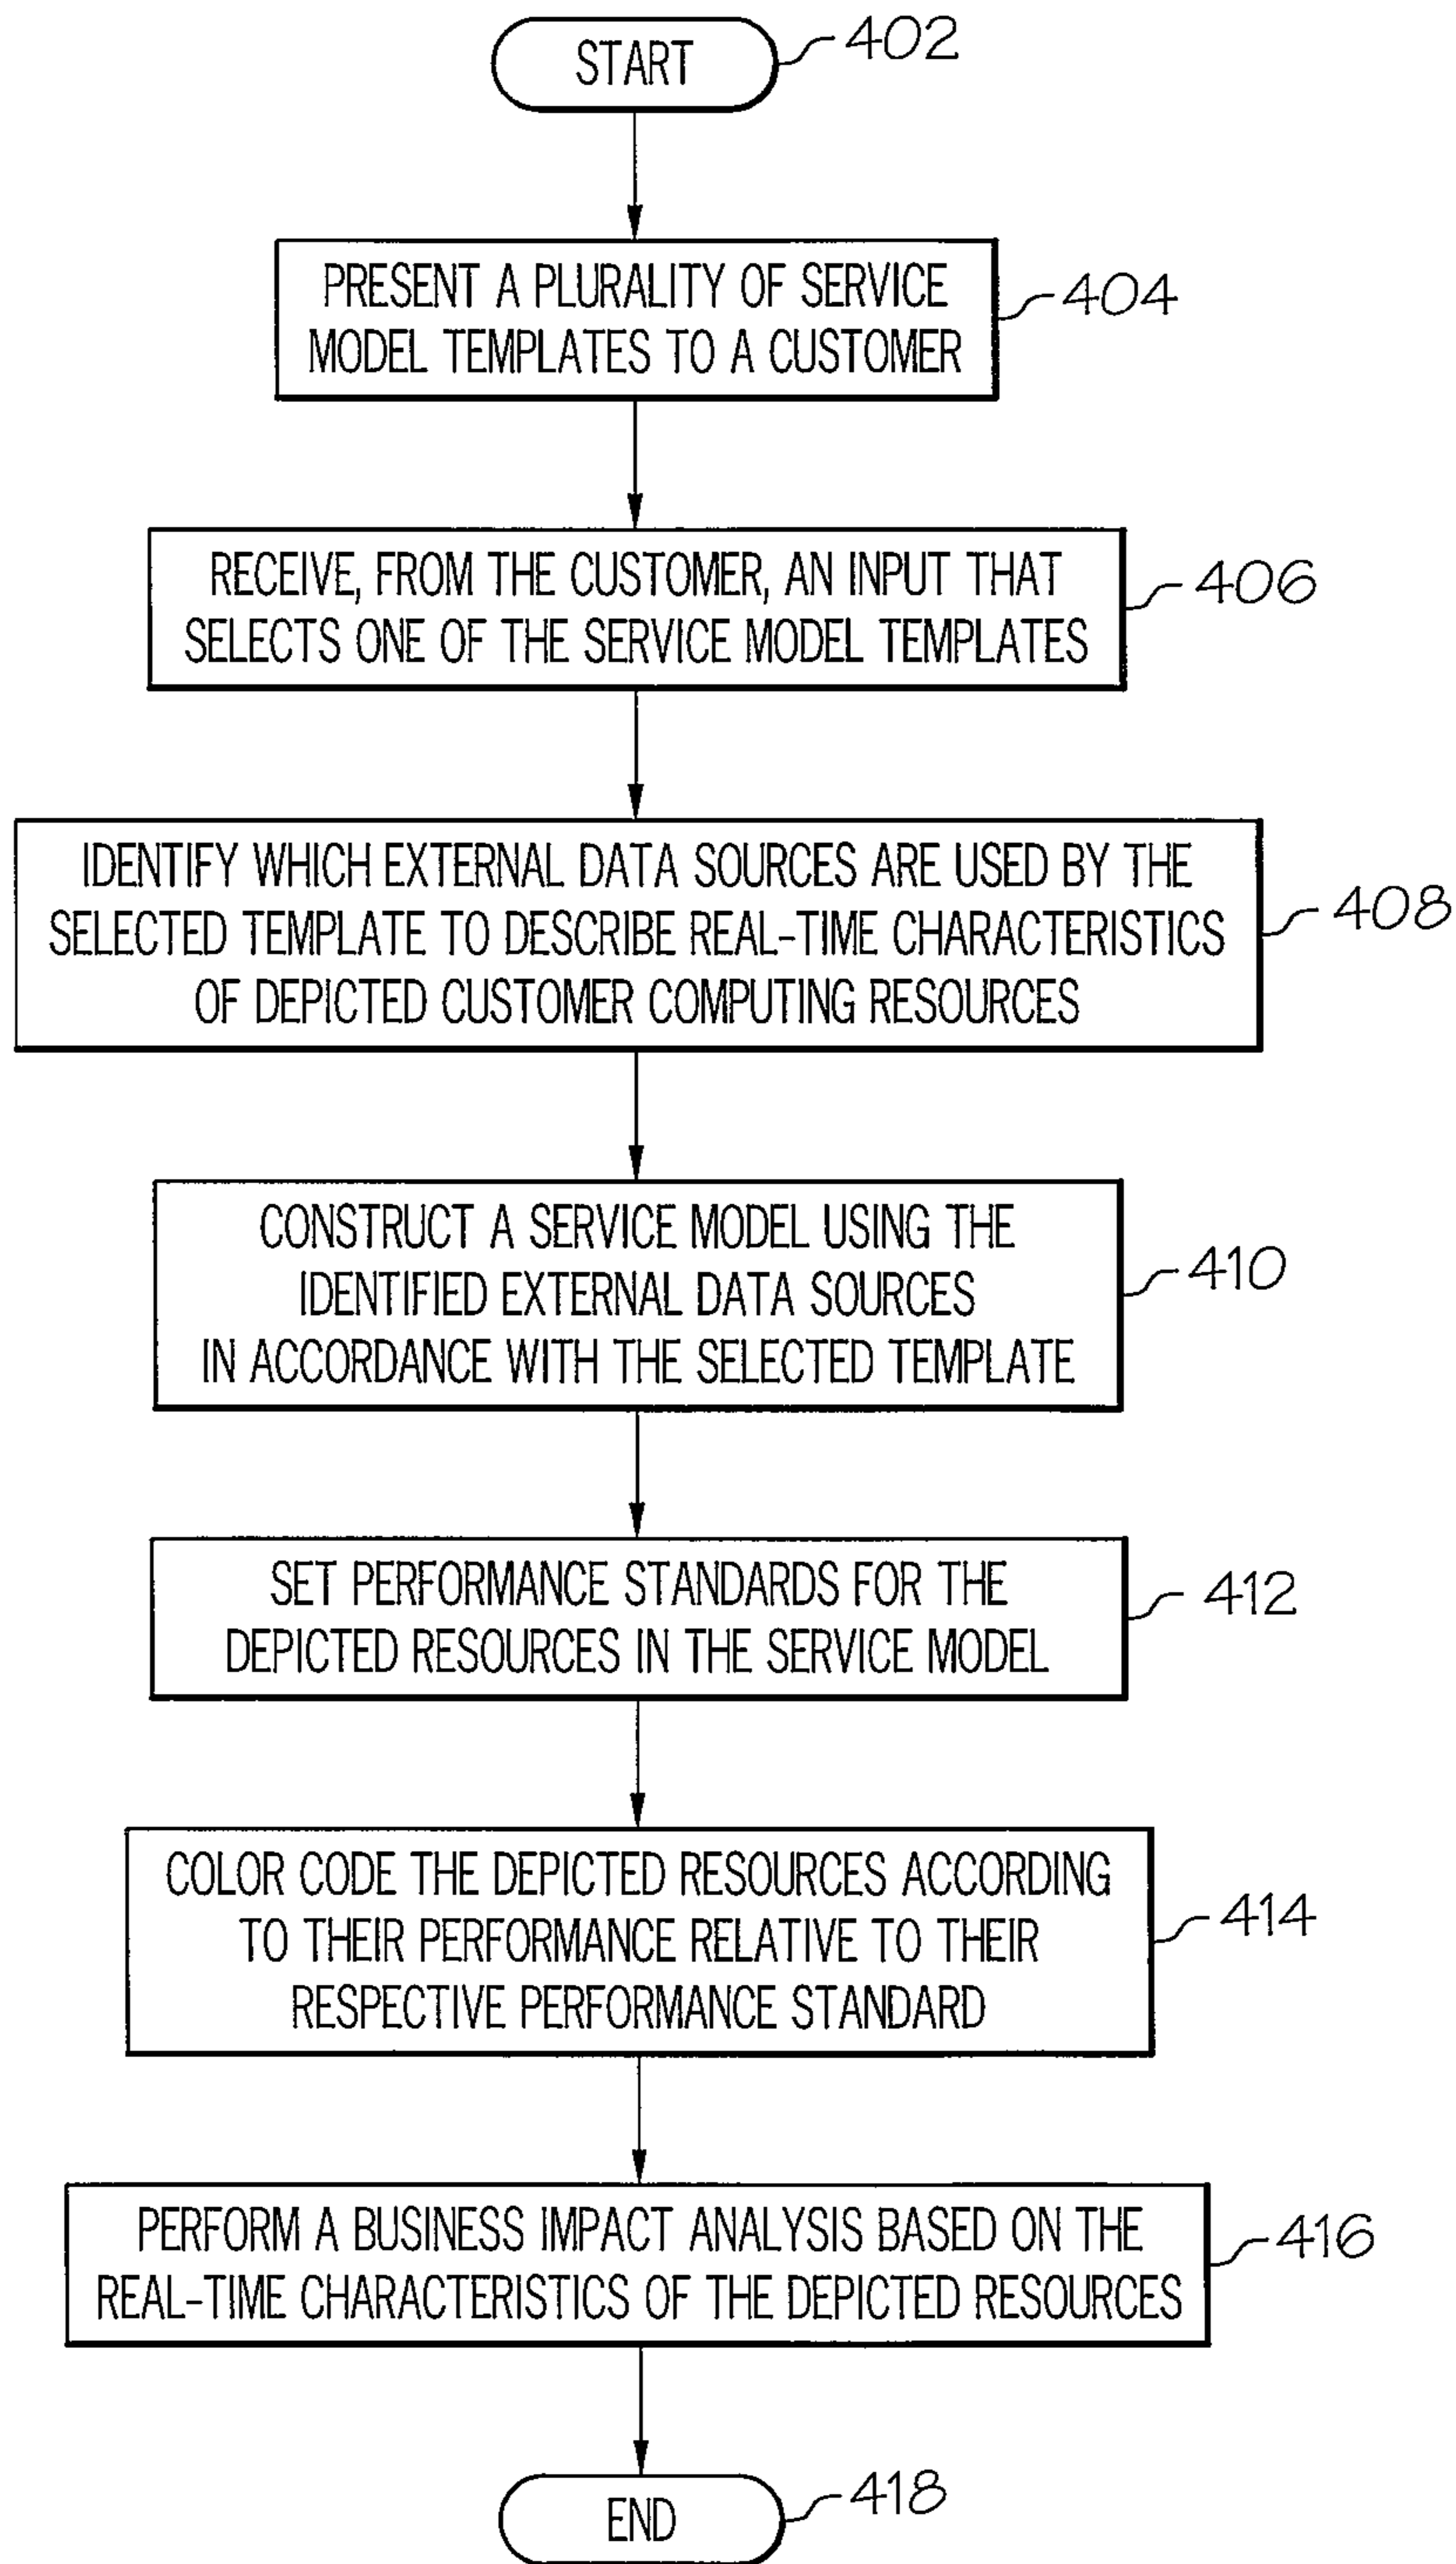 START
402
PRESENT A PLURALITY OF SERVICE
MODEL TEMPLATES TO A CUSTOMER
404
RECEIVE, FROM THE CUSTOMER, AN INPUT THAT
SELECTS ONE OF THE SERVICE MODEL TEMPLATES
406
IDENTIFY WHICH EXTERNAL DATA SOURCES ARE USED BY THE
SELECTED TEMPLATE TO DESCRIBE REAL-TIME CHARACTERISTICS
OF DEPICTED CUSTOMER COMPUTING RESOURCES
408
CONSTRUCT A SERVICE MODEL USING THE
IDENTIFIED EXTERNAL DATA SOURCES
IN ACCORDANCE WITH THE SELECTED TEMPLATE
410
SET PERFORMANCE STANDARDS FOR THE
DEPICTED RESOURCES IN THE SERVICE MODEL
412
COLOR CODE THE DEPICTED RESOURCES ACCORDING
TO THEIR PERFORMANCE RELATIVE TO THEIR
RESPECTIVE PERFORMANCE STANDARD
414
PERFORM A BUSINESS IMPACT ANALYSIS BASED ON THE
REAL-TIME CHARACTERISTICS OF THE DEPICTED RESOURCES
416
END
418